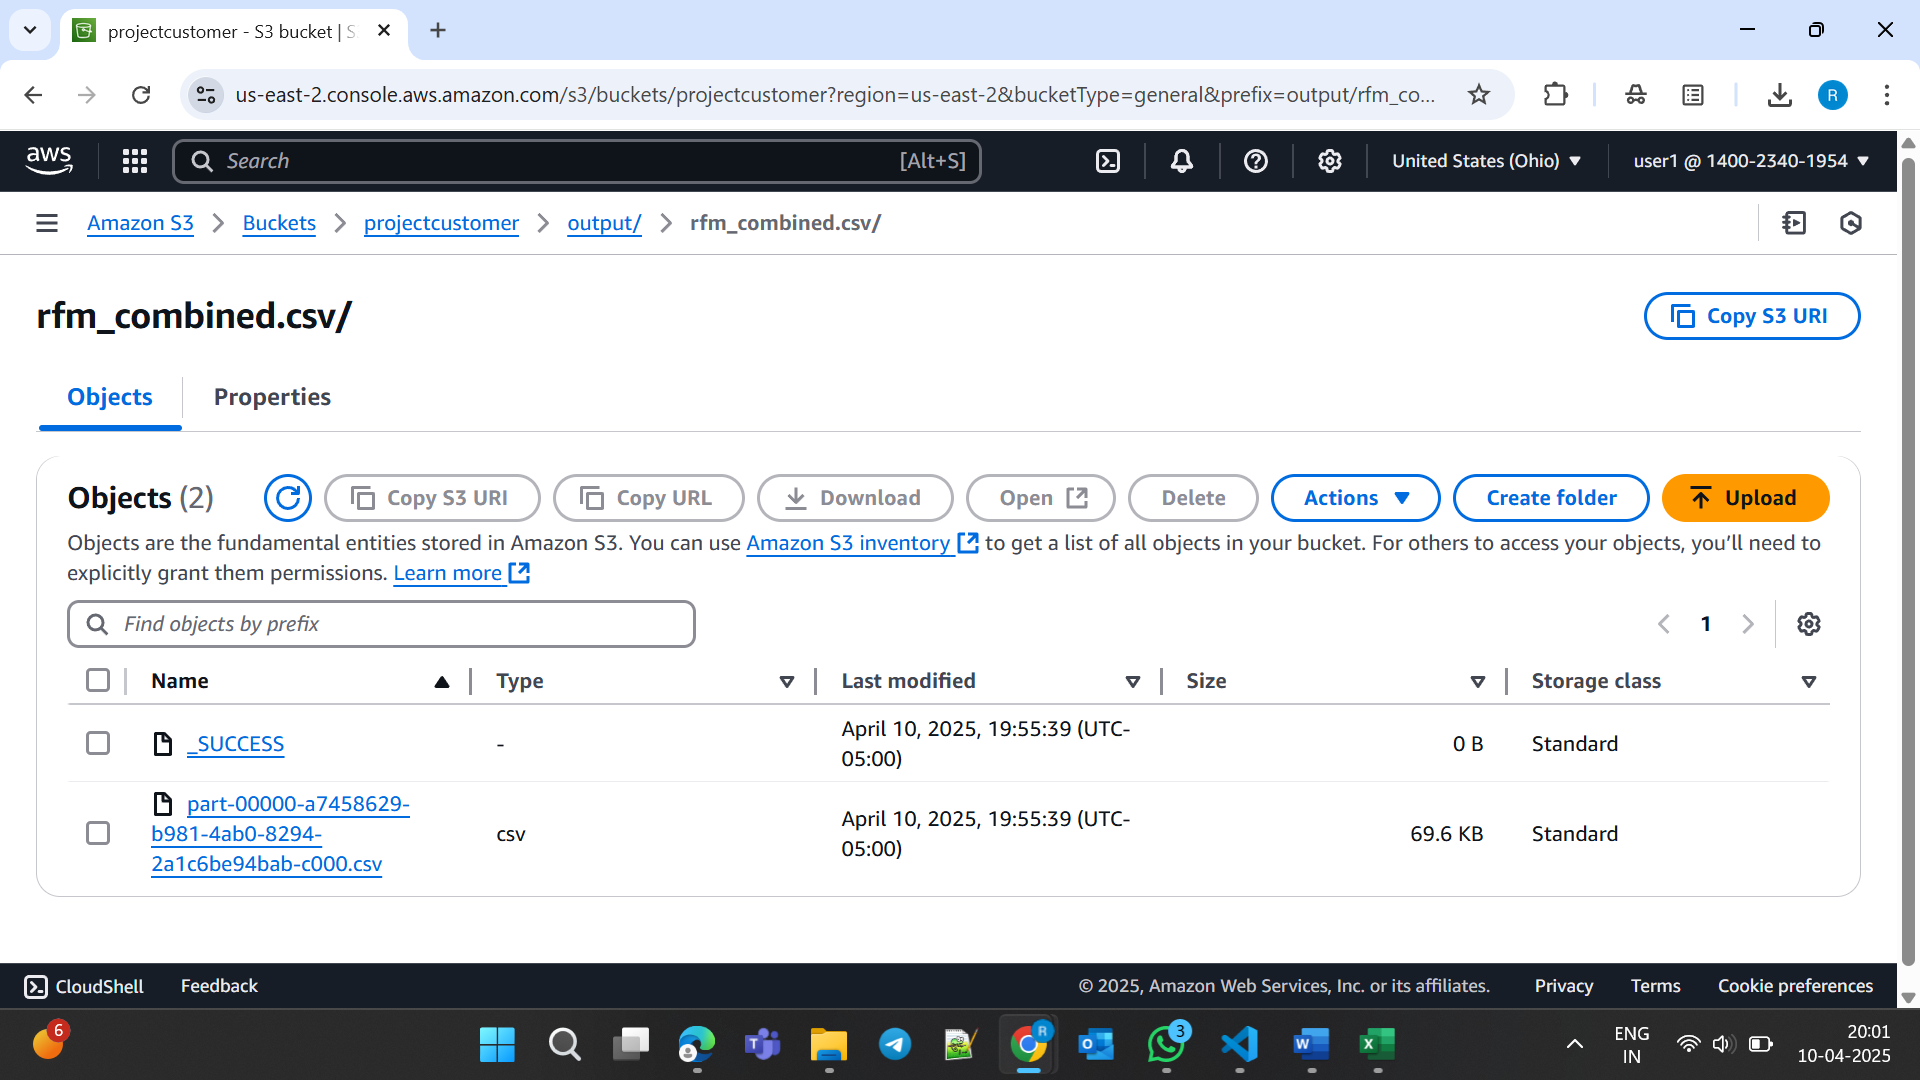 projectcustomer - S3 bucket | S
us-east-2.console.aws.amazon.com/s3/buckets/projectcustomer?region=us-east-2&bucketType=general&prefix=output/rfm_co...
R
aws
Search
[Alt+S]
United States (Ohio)
user1 @ 1400-2340-1954
Amazon S3
Buckets
projectcustomer
output/
rfm_combined.csv/
rfm_combined.csv/
Copy S3 URI
Objects
Properties
Objects (2)
Copy S3 URI
Copy URL
Download
Open
Delete
Actions
Create folder
Upload
Objects are the fundamental entities stored in Amazon S3. You can use Amazon S3 inventory to get a list of all objects in your bucket. For others to access your objects, you’ll need to
explicitly grant them permissions. Learn more
Find objects by prefix
1
Name
Type
Last modified
Size
Storage class
_SUCCESS
-
April 10, 2025, 19:55:39 (UTC-
05:00)
0 B
Standard
part-00000-a7458629-
b981-4ab0-8294-
2a1c6be94bab-c000.csv
csv
April 10, 2025, 19:55:39 (UTC-
05:00)
69.6 KB
Standard
CloudShell
Feedback
© 2025, Amazon Web Services, Inc. or its affiliates.
Privacy
Terms
Cookie preferences
6
R
3
ENG
IN
20:01
10-04-2025